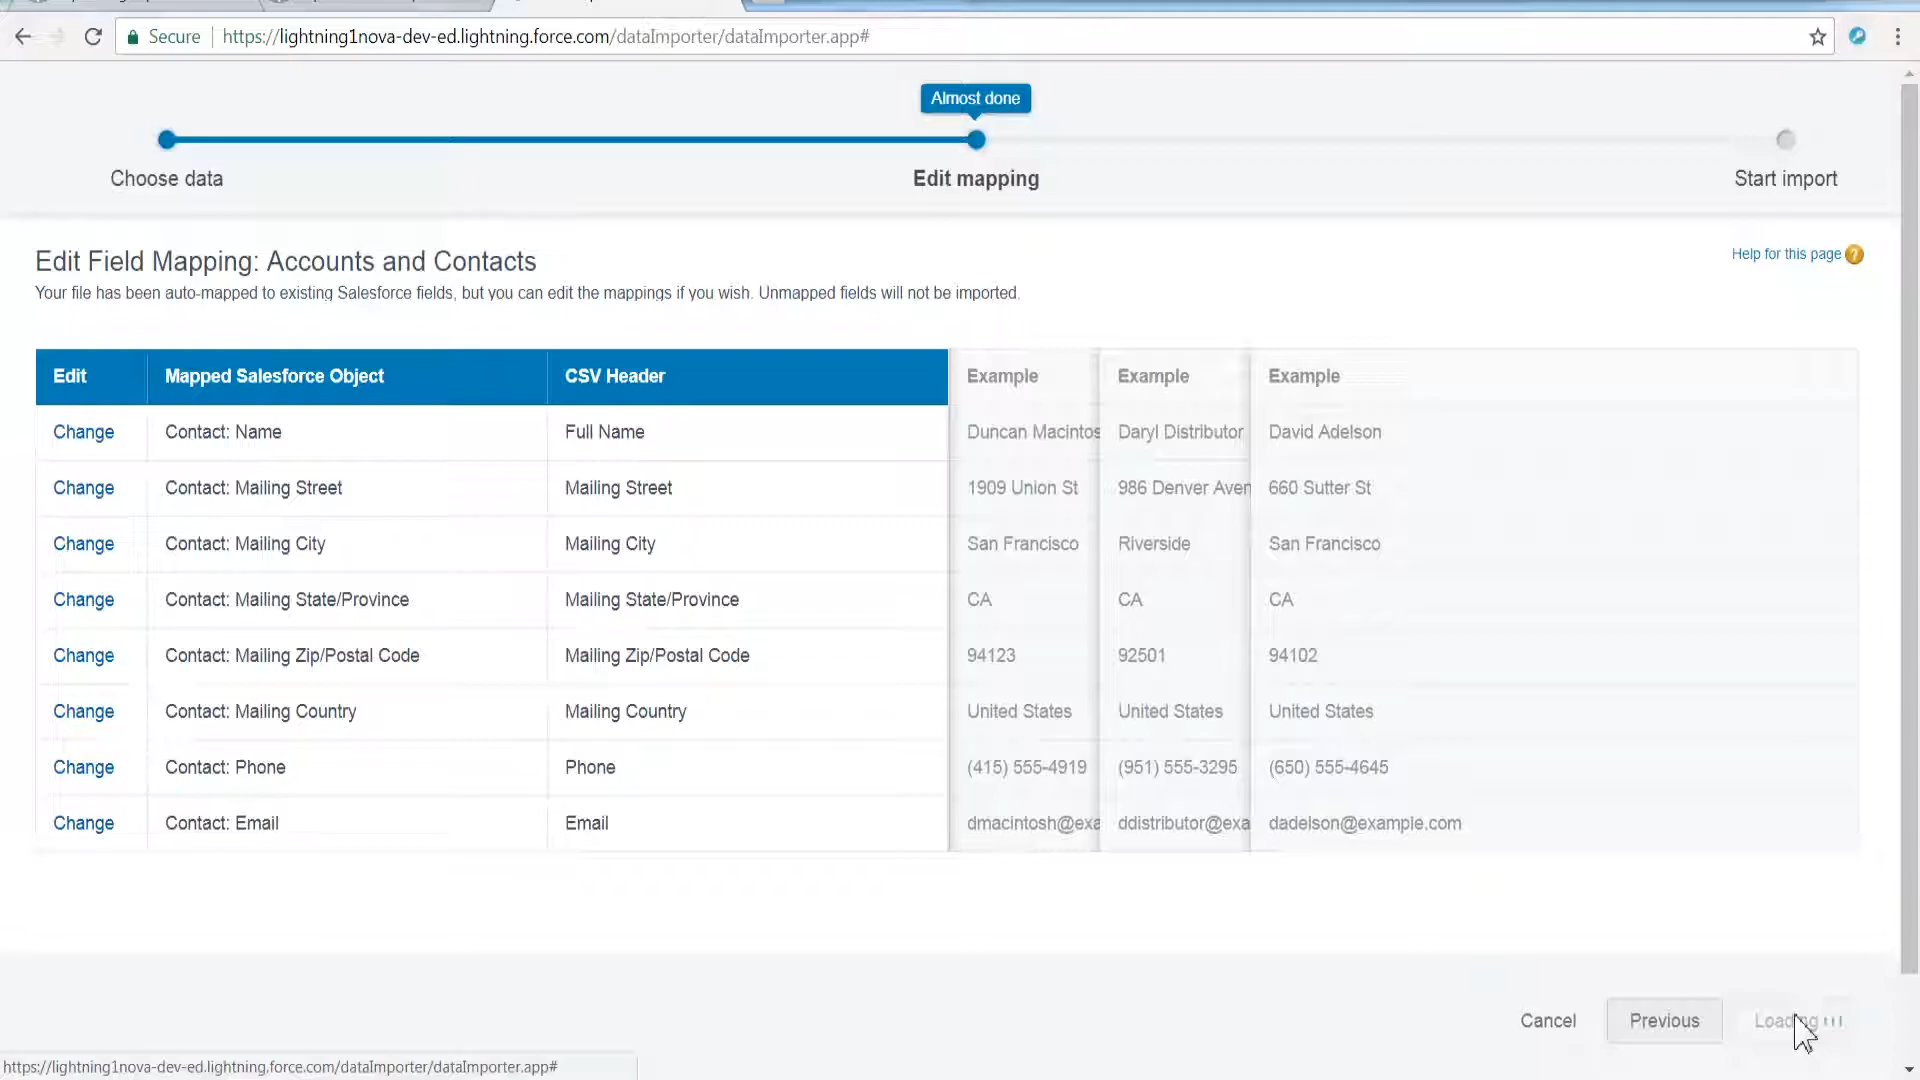 Secure https://lightning1nova-dev-ed.lightning.force.com/dataImporter/dataImporter.app#
Almost done
Choose data Edit mapping Start import
Edit Field Mapping: Accounts and Contacts Help for this page ?
Your file has been auto-mapped to existing Salesforce fields, but you can edit the mappings if you wish. Unmapped fields will not be imported.
Edit Mapped Salesforce Object CSV Header Example Example Example
Change Contact: Name Full Name Duncan Macintos Daryl Distributor David Adelson
Change Contact: Mailing Street Mailing Street 1909 Union St 986 Denver Aven 660 Sutter St
Change Contact: Mailing City Mailing City San Francisco Riverside San Francisco
Change Contact: Mailing State/Province Mailing State/Province CA CA CA
Change Contact: Mailing Zip/Postal Code Mailing Zip/Postal Code 94123 92501 94102
Change Contact: Mailing Country Mailing Country United States United States United States
Change Contact: Phone Phone (415) 555-4919 (951) 555-3295 (650) 555-4645
Change Contact: Email Email dmacintosh@exa ddistributor@exa dadelson@example.com
Cancel Previous Loading
https://lightning1nova-dev-ed.lightning.force.com/dataImporter/dataImporter.app#